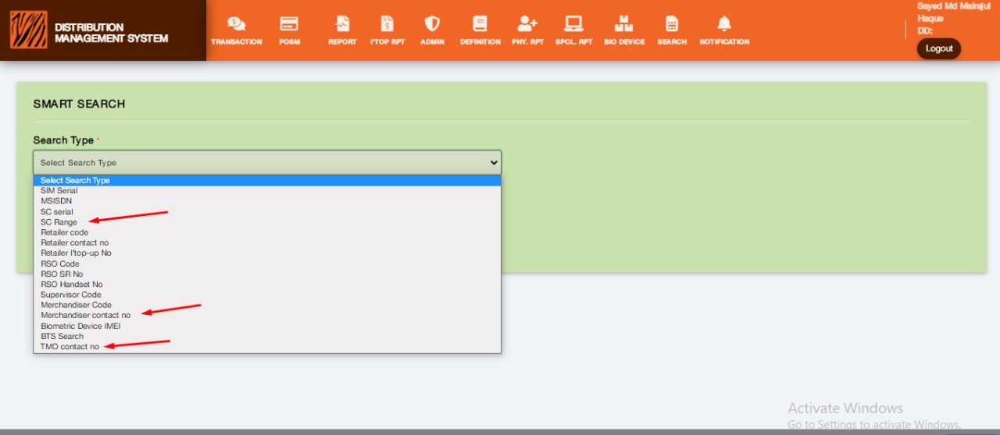 DISTRIBUTION
MANAGEMENT SYSTEM
TRANSACTION
POSM
REPORT
I'TOP RPT
ADMIN
DEFINITION
PHY. RPT
SPCL. RPT
BIO DEVICE
SEARCH
NOTIFICATION
Sayed Md Mairajul
Haque
DD:
Logout
SMART SEARCH
Search Type *
Select Search Type
Select Search Type
SIM Serial
MSISDN
SC serial
SC Range
Retailer code
Retailer contact no
Retailer I'top-up No
RSO Code
RSO SR No
RSO Handset No
Supervisor Code
Merchandiser Code
Merchandiser contact no
Biometric Device IMEI
BTS Search
TMO contact no
Activate Windows
Go to Settings to activate Windows.